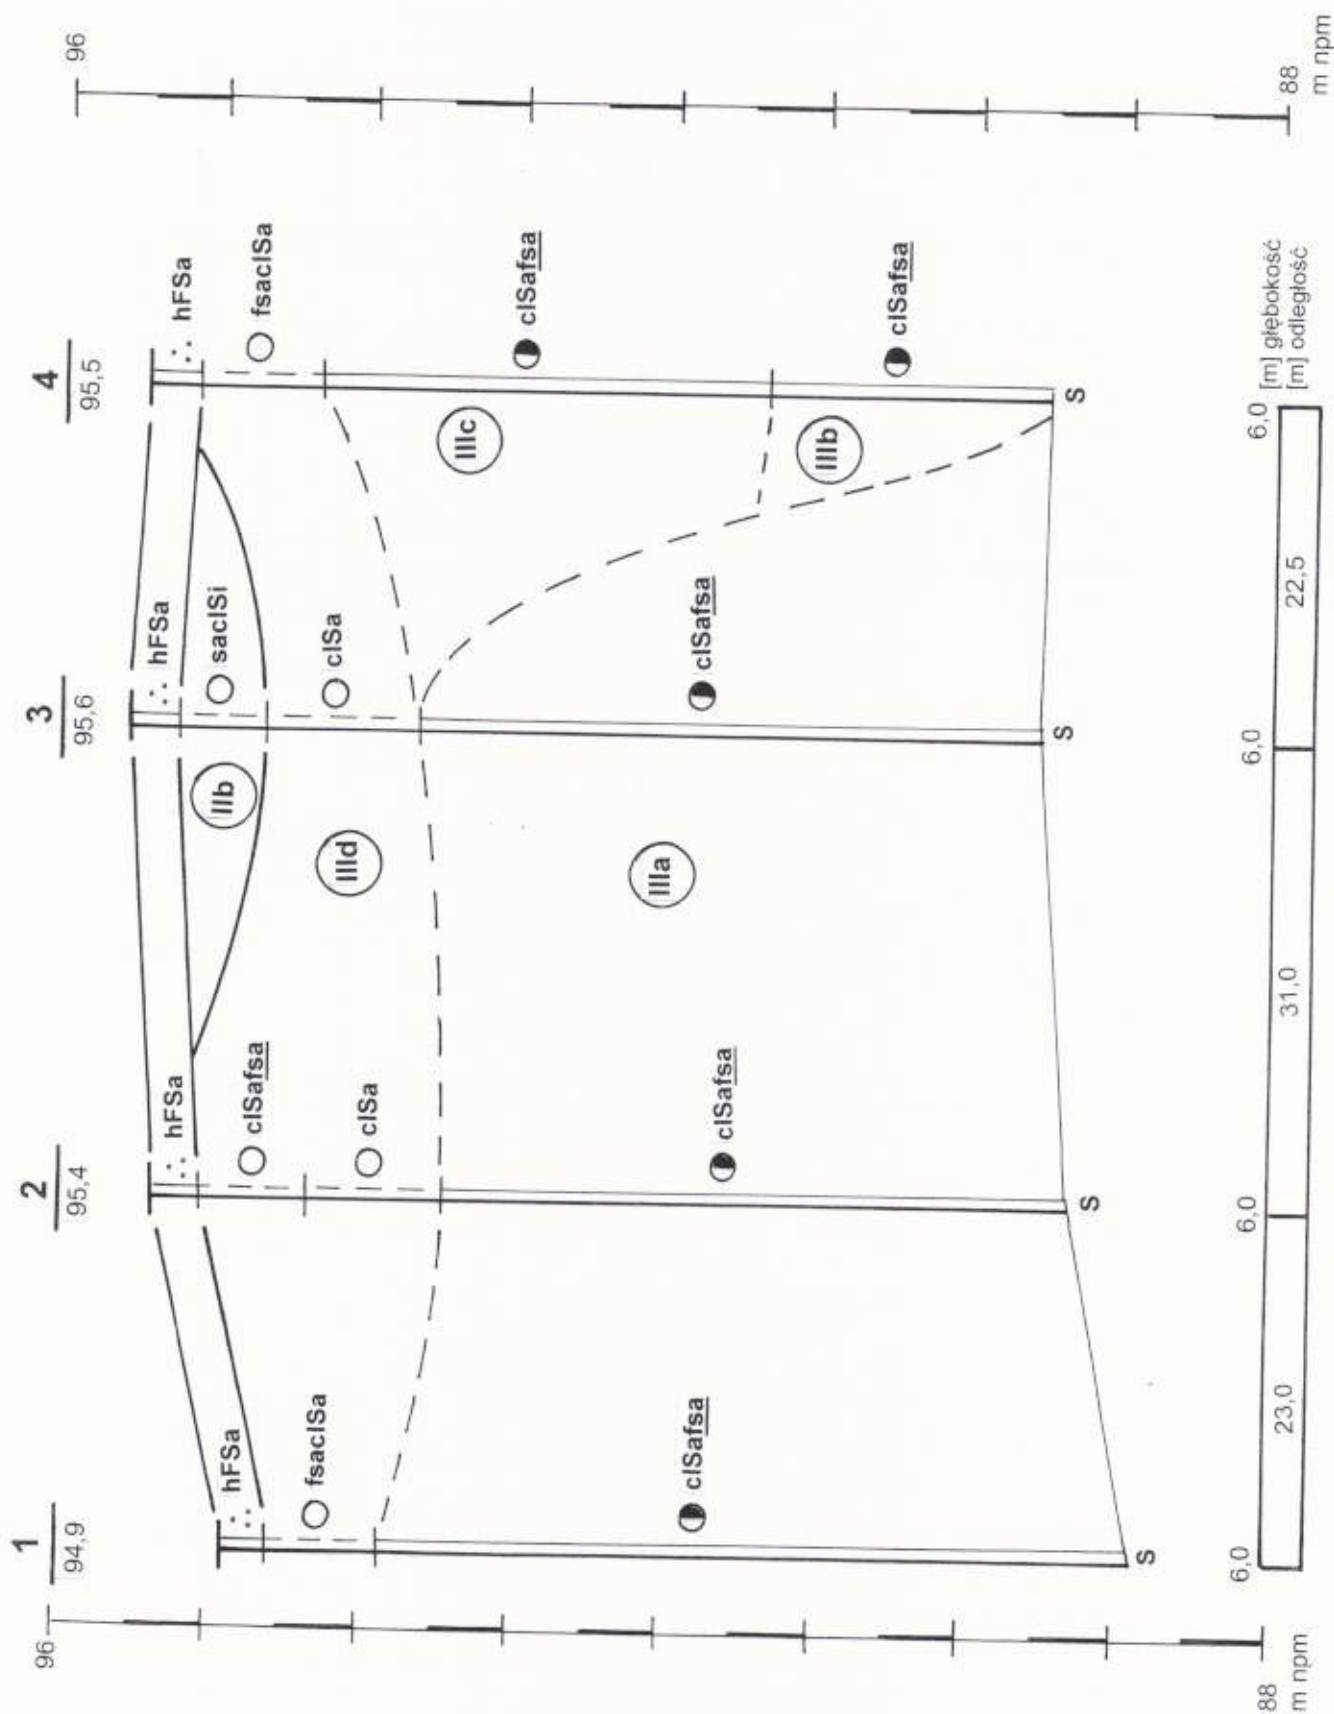 1 2 3 4
96 96
94,9 95,4 95,6 95,5
hFSa hFSa hFSa hFSa
fsaclSa clSafsa saclSi fsaclSa
IIb
clSa clSa
IIId
IIIc
clSafsa
IIIa
clSafsa clSafsa clSafsa
IIIb
clSafsa
S S S S
6,0 6,0 6,0 6,0 [m] głębokość
23,0 31,0 22,5 [m] odległość
88 88
m npm m npm